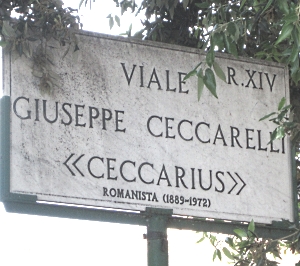 VIALE R.XIV
GIUSEPPE CECCARELLI
«CECCARIUS»
ROMANISTA (1889-1972)